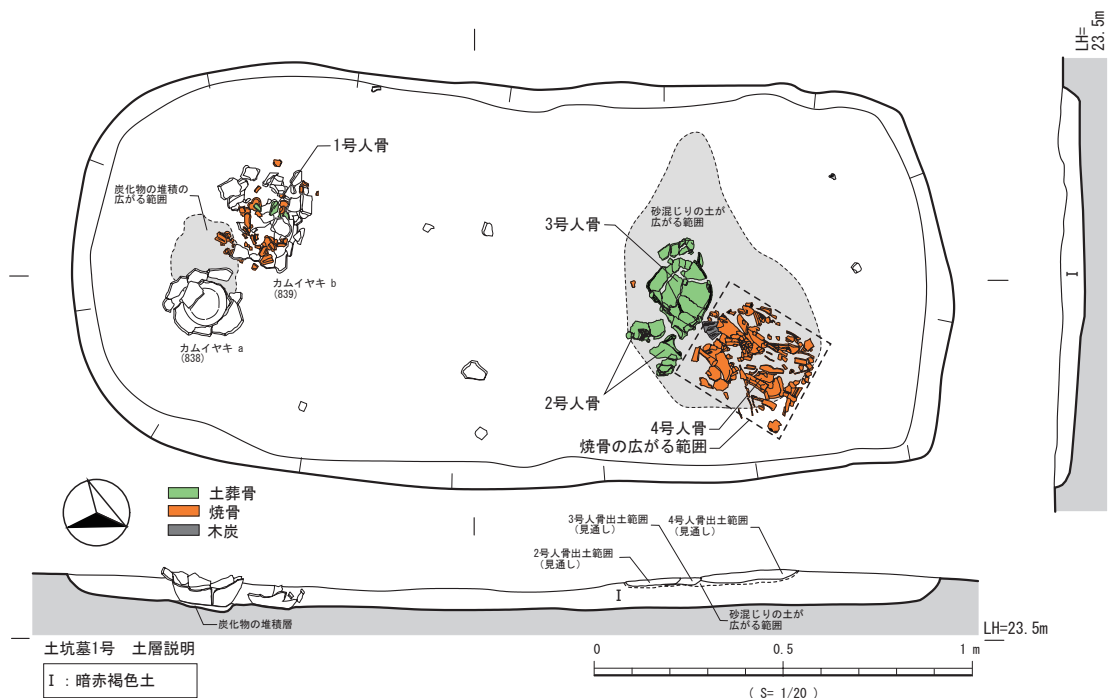 LH=
23.5m
1号人骨
炭化物の堆積の
広がる範囲
カムイヤキ b
(839)
カムイヤキ a
(838)
砂混じりの土が
広がる範囲
3号人骨
2号人骨
4号人骨
焼骨の広がる範囲
I
土葬骨
焼骨
木炭
3号人骨出土範囲
(見通し)
4号人骨出土範囲
(見通し)
2号人骨出土範囲
(見通し)
I
砂混じりの土が
広がる範囲
炭化物の堆積層
LH=23.5m
土坑墓1号 土層説明
I : 暗赤褐色土
0 0.5 1 m
( S= 1/20 )